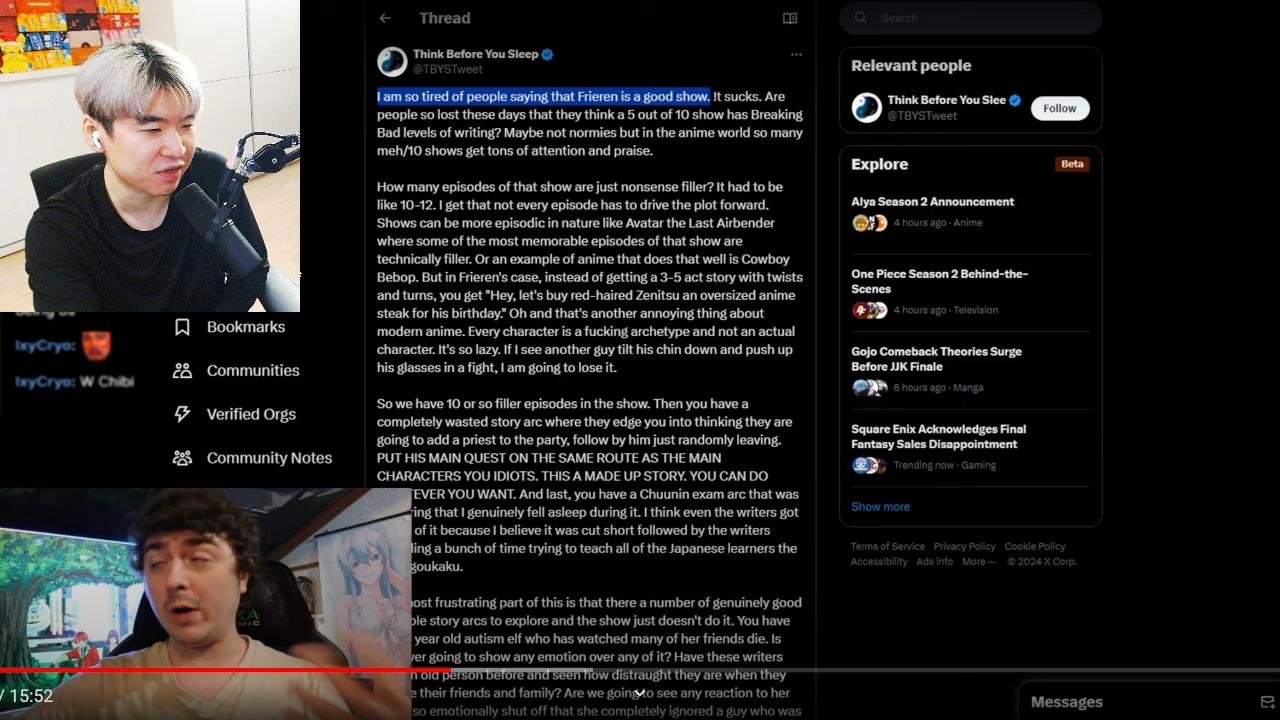 Thread
Think Before You Sleep
@TBYSTweet
I am so tired of people saying that Frieren is a good show. It sucks. Are
people so lost these days that they think a 5 out of 10 show has Breaking
Bad levels of writing? Maybe not normies but in the anime world so many
meh/10 shows get tons of attention and praise.
How many episodes of that show are just nonsense filler? It had to be
like 10-12. I get that not every episode has to drive the plot forward.
Shows can be more episodic in nature like Avatar the Last Airbender
where some of the most memorable episodes of that show are
technically filler. Or an example of anime that does that well is Cowboy
Bebop. But in Frieren's case, instead of getting a 3-5 act story with twists
and turns, you get "Hey, let's buy red-haired Zenitsu an oversized anime
steak for his birthday." Oh and that's another annoying thing about
modern anime. Every character is a fucking archetype and not an actual
character. It's so lazy. If I see another guy tilt his chin down and push up
his glasses in a fight, I am going to lose it.
So we have 10 or so filler episodes in the show. Then you have a
completely wasted story arc where they edge you into thinking they are
going to add a priest to the party, follow by him just randomly leaving.
PUT HIS MAIN QUEST ON THE SAME ROUTE AS THE MAIN
CHARACTERS YOU IDIOTS. THIS A MADE UP STORY. YOU CAN DO
EVER YOU WANT. And last, you have a Chuunin exam arc that was
ring that I genuinely fell asleep during it. I think even the writers got
of it because I believe it was cut short followed by the writers
ling a bunch of time trying to teach all of the Japanese learners the
goukaku.
ost frustrating part of this is that there a number of genuinely good
ple story arcs to explore and the show just doesn't do it. You have
year old autism elf who has watched many of her friends die. Is
ver going to show any emotion over any of it? Have these writers
old person before and seen how distraught they are when they
e their friends and family? Are we going to see any reaction to her
so emotionally shut off that she completely ignored a guy who was
IxyCryo:
IxyCryo: W Chibi
Bookmarks
Communities
Verified Orgs
Community Notes
/ 15:52
Search
Relevant people
Think Before You Slee
@TBYSTweet
Follow
Explore
Beta
Alya Season 2 Announcement
4 hours ago · Anime
One Piece Season 2 Behind-the-
Scenes
4 hours ago · Television
Gojo Comeback Theories Surge
Before JJK Finale
6 hours ago · Manga
Square Enix Acknowledges Final
Fantasy Sales Disappointment
Trending now · Gaming
Show more
Terms of Service Privacy Policy Cookie Policy
Accessibility Ads info More ··· © 2024 X Corp.
Messages